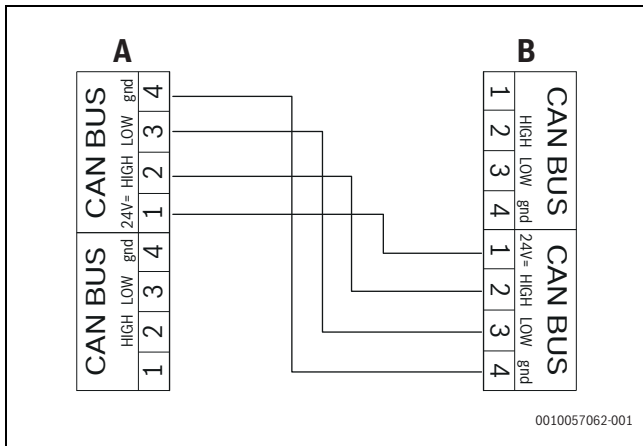 A
B
CAN BUS
gnd 4
LOW 3
HIGH 2
24V= 1
CAN BUS
gnd 4
LOW 3
HIGH 2
1
CAN BUS
1
2 HIGH
3 LOW
4 gnd
CAN BUS
1 24V=
2 HIGH
3 LOW
4 gnd
0010057062-001